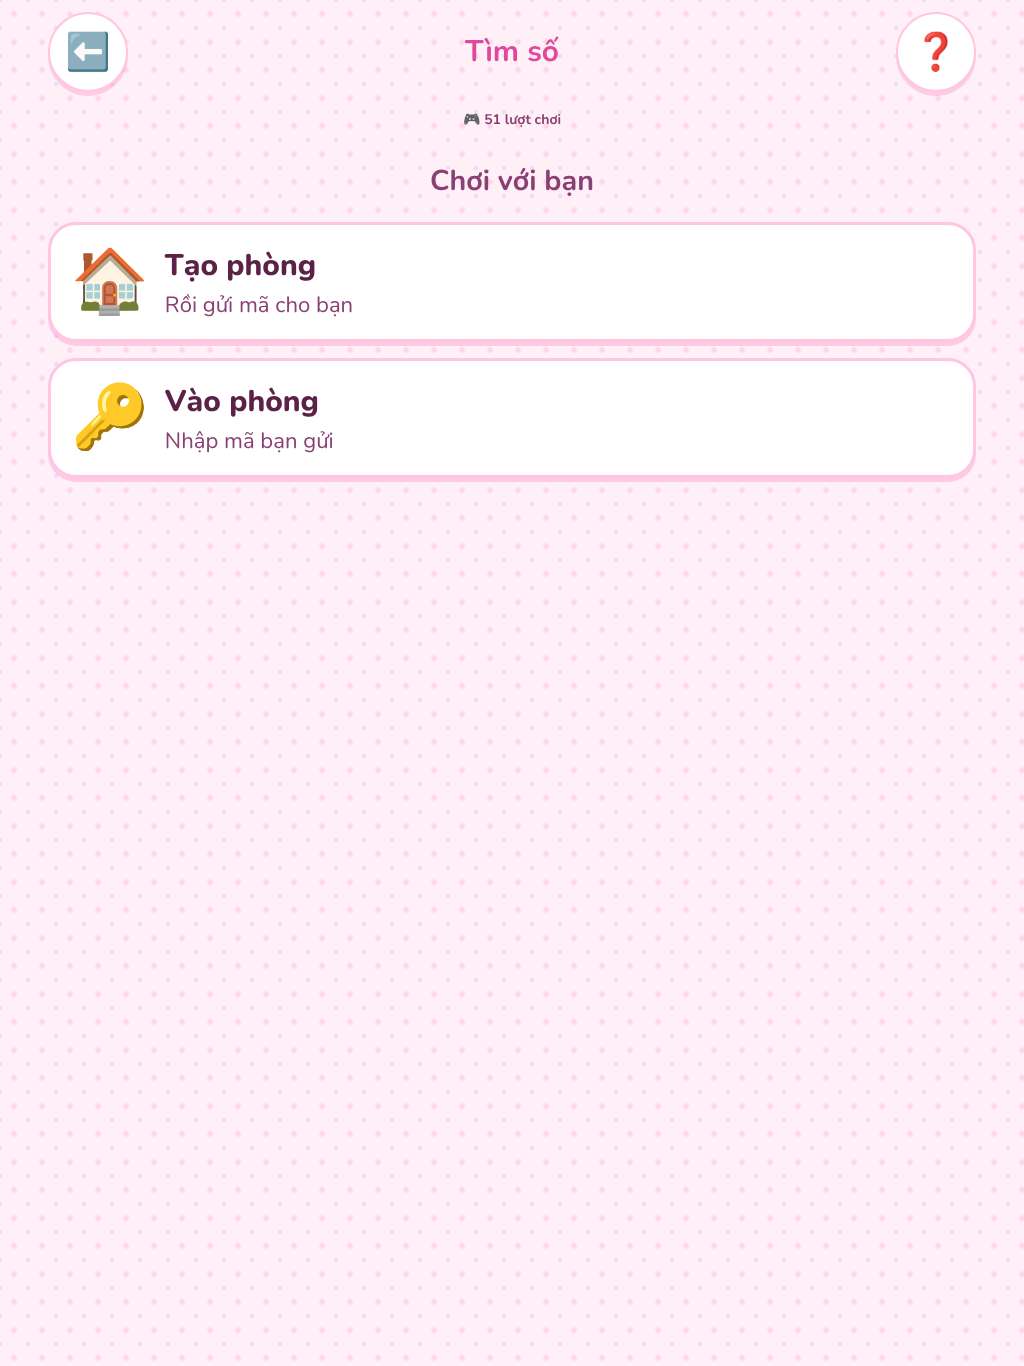 Tìm số
51 lượt chơi
Chơi với bạn
Tạo phòng
Rồi gửi mã cho bạn
Vào phòng
Nhập mã bạn gửi